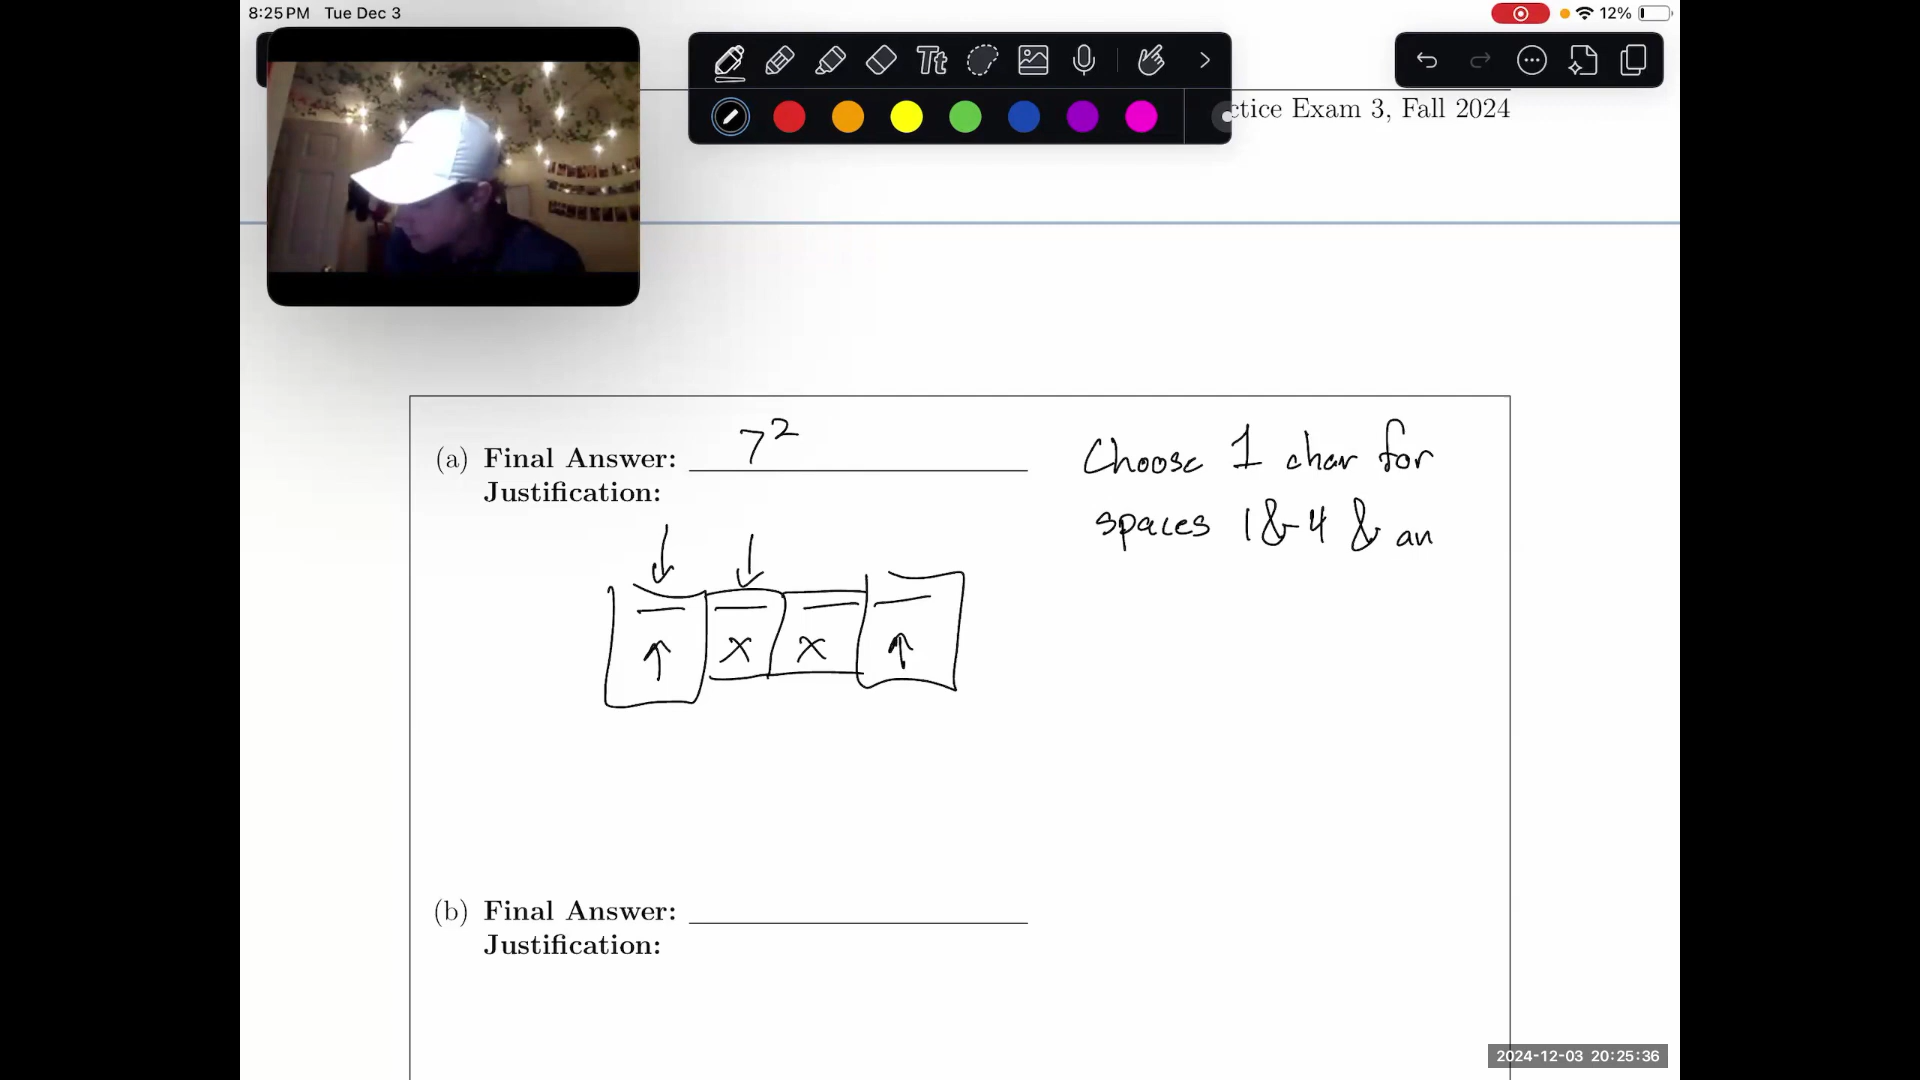 8:25 PM Tue Dec 3
12%
Tt
ctice Exam 3, Fall 2024
(a) Final Answer: 7²
Justification:
Choose 1 char for
spaces 1 & 4 & an
↑ x x ↑
(b) Final Answer:
Justification:
2024-12-03 20:25:36